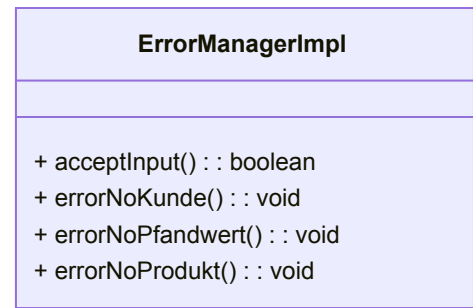 ErrorManagerImpl
+ acceptInput() : : boolean
+ errorNoKunde() : : void
+ errorNoPfandwert() : : void
+ errorNoProdukt() : : void